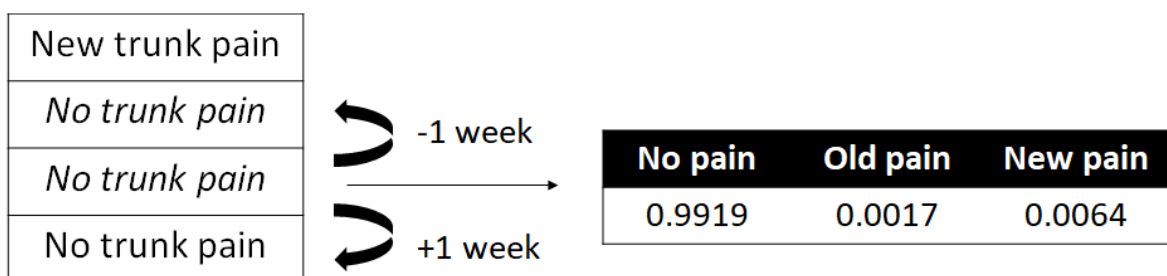 New trunk pain
No trunk pain
No trunk pain
No trunk pain
-1 week
+1 week
No pain Old pain New pain
0.9919 0.0017 0.0064